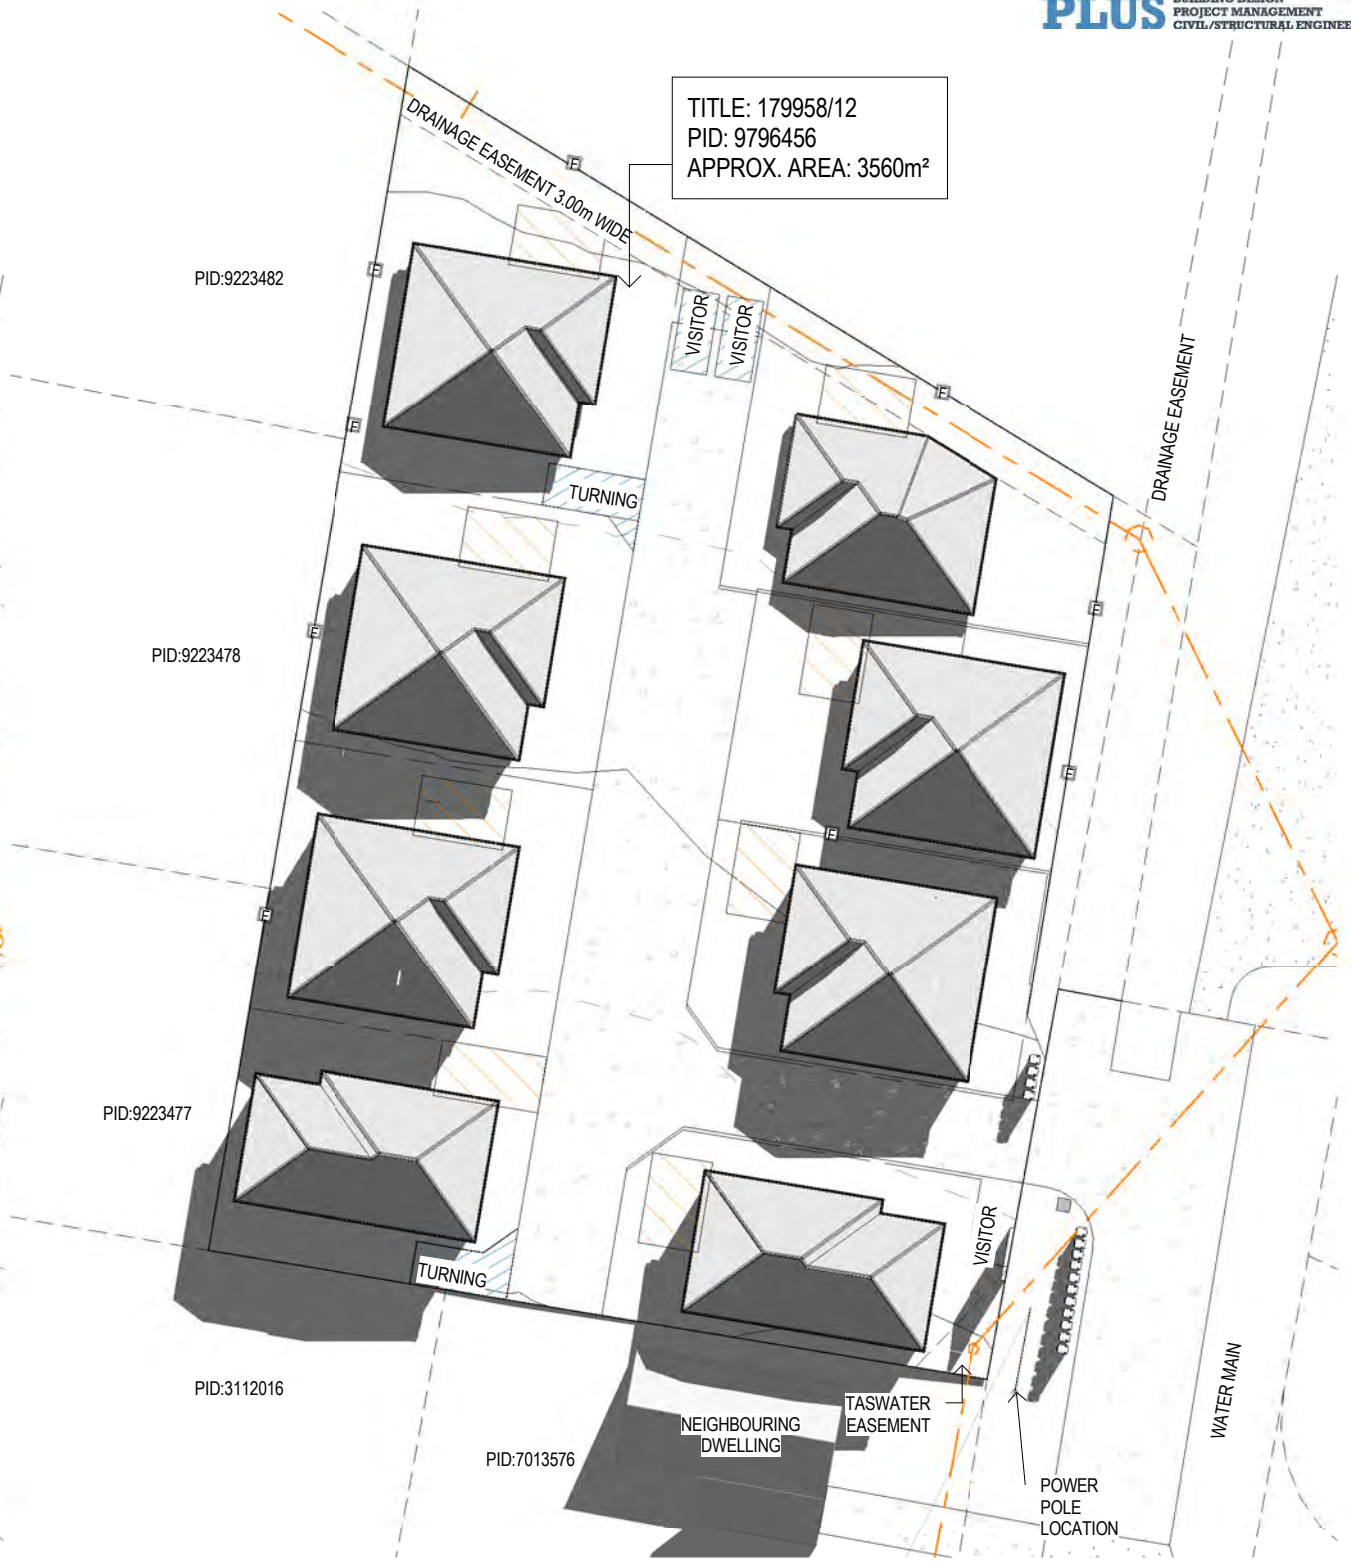 PLUS
BUILDING DESIGN
PROJECT MANAGEMENT
CIVIL/STRUCTURAL ENGINEE
TITLE: 179958/12
PID: 9796456
APPROX. AREA: 3560m²
DRAINAGE EASEMENT 3.00m WIDE
E
E
PID:9223482
VISITOR
VISITOR
DRAINAGE EASEMENT
E
E
TURNING
E
E
PID:9223478
E
E
E
PID:9223477
VISITOR
TURNING
PID:3112016
TASWATER
EASEMENT
NEIGHBOURING
DWELLING
WATER MAIN
PID:7013576
POWER
POLE
LOCATION